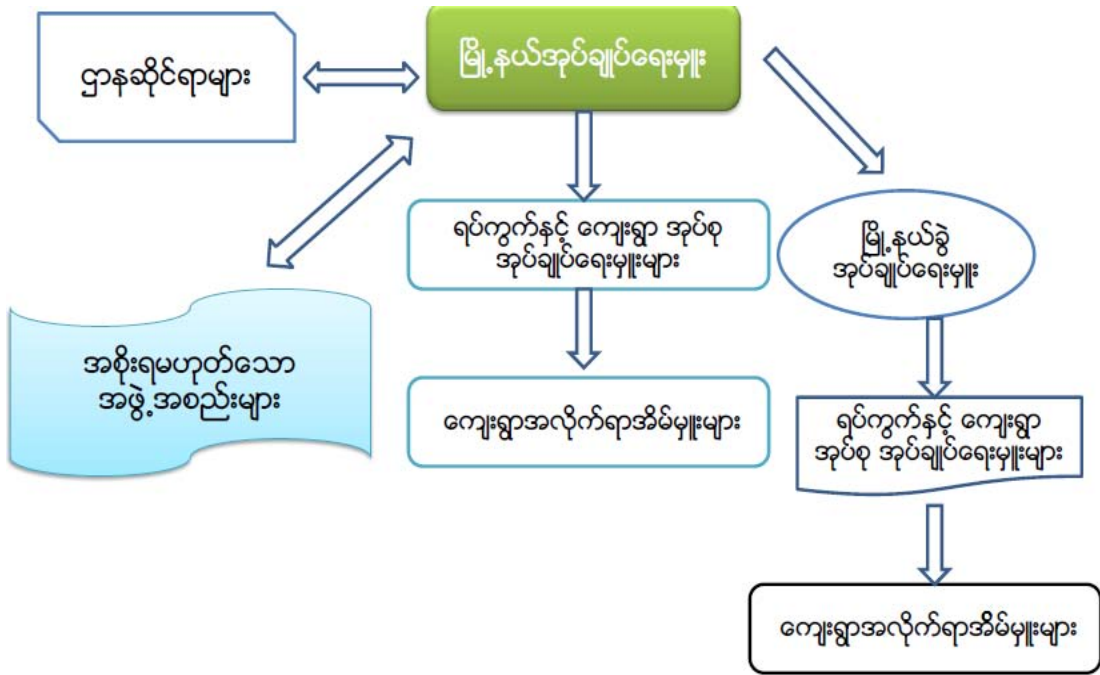 မြို့နယ်အုပ်ချုပ်ရေးမှူး
ဌာနဆိုင်ရာများ
ရပ်ကွက်နှင့် ကျေးရွာ အုပ်စု
အုပ်ချုပ်ရေးမှူးများ
မြို့နယ်ခွဲ
အုပ်ချုပ်ရေးမှူး
အစိုးရမဟုတ်သော
အဖွဲ့အစည်းများ
ကျေးရွာအလိုက်ရာအိမ်မှူးများ
ရပ်ကွက်နှင့် ကျေးရွာ
အုပ်စု အုပ်ချုပ်ရေးမှူးများ
ကျေးရွာအလိုက်ရာအိမ်မှူးများ